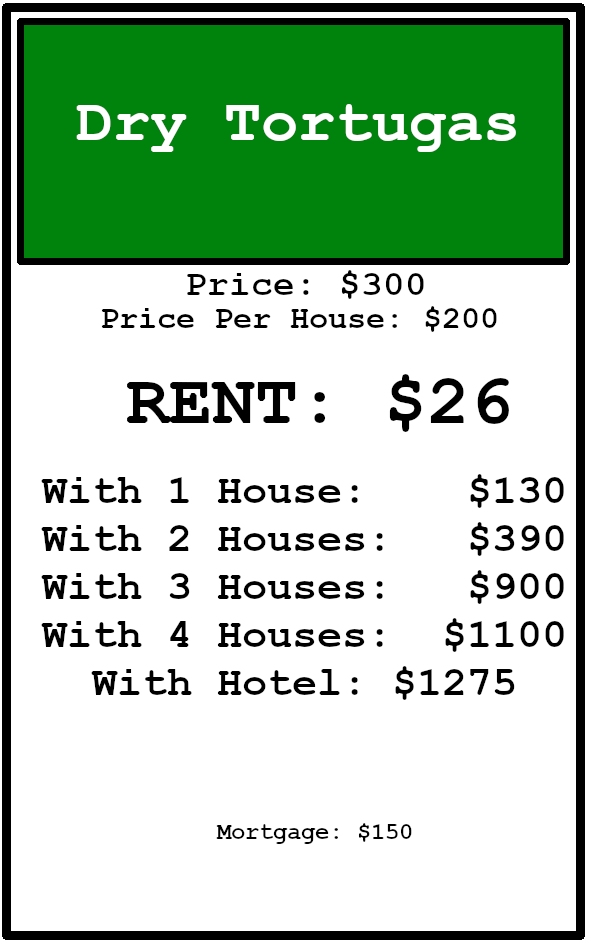 Dry Tortugas
Price: $300
Price Per House: $200
RENT: $26
With 1 House: $130
With 2 Houses: $390
With 3 Houses: $900
With 4 Houses: $1100
With Hotel: $1275
Mortgage: $150